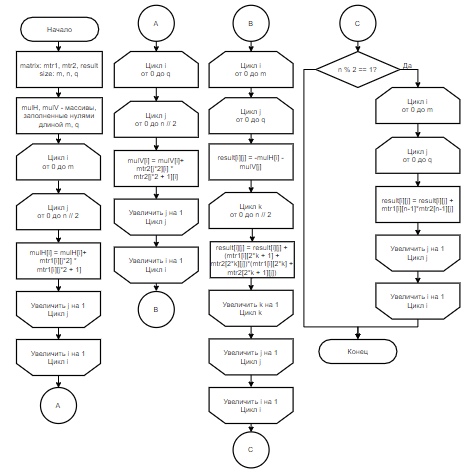 Начало
matrix: mtr1, mtr2, result
size: m, n, q
mulH, mulV - массивы,
заполненные нулями
длиной m, q
Цикл i
от 0 до m
Цикл j
от 0 до n // 2
mulH[i] = mulH[i]+
mtr1[i][j*2] *
mtr1[i][j*2 + 1]
Увеличить j на 1
Цикл j
Увеличить i на 1
Цикл i
A
A
Цикл i
от 0 до q
Цикл j
от 0 до n // 2
mulV[i] = mulV[i]+
mtr2[j*2][i] *
mtr2[j*2 + 1][i]
Увеличить j на 1
Цикл j
Увеличить i на 1
Цикл i
B
B
Цикл i
от 0 до m
Цикл j
от 0 до q
result[i][j] = -mulH[i] -
mulV[j]
Цикл k
от 0 до n // 2
result[i][j] = result[i][j] +
(mtr1[i][2*k + 1] +
mtr2[2*k][j])*(mtr1[i][2*k] +
mtr2[2*k + 1][j])
Увеличить k на 1
Цикл k
Увеличить j на 1
Цикл j
Увеличить i на 1
Цикл i
C
C
n % 2 == 1?
Да
Цикл i
от 0 до m
Цикл j
от 0 до q
result[i][j] = result[i][j] +
mtr1[i][n-1]*mtr2[n-1][j]
Увеличить j на 1
Цикл j
Увеличить i на 1
Цикл i
Конец